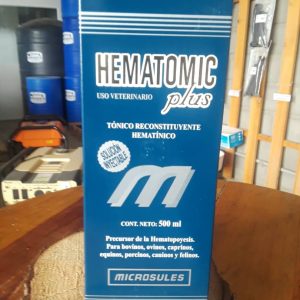 HEMATOMIC
plus
USO VETERINARIO
TÓNICO RECONSTITUYENTE
HEMATÍNICO
SOLUCIÓN
INYECTABLE
m
CONT. NETO: 500 ml
Precursor de la Hematopoyesis.
Para bovinos, ovinos, caprinos,
equinos, porcinos, caninos y felinos.
MICROSULES